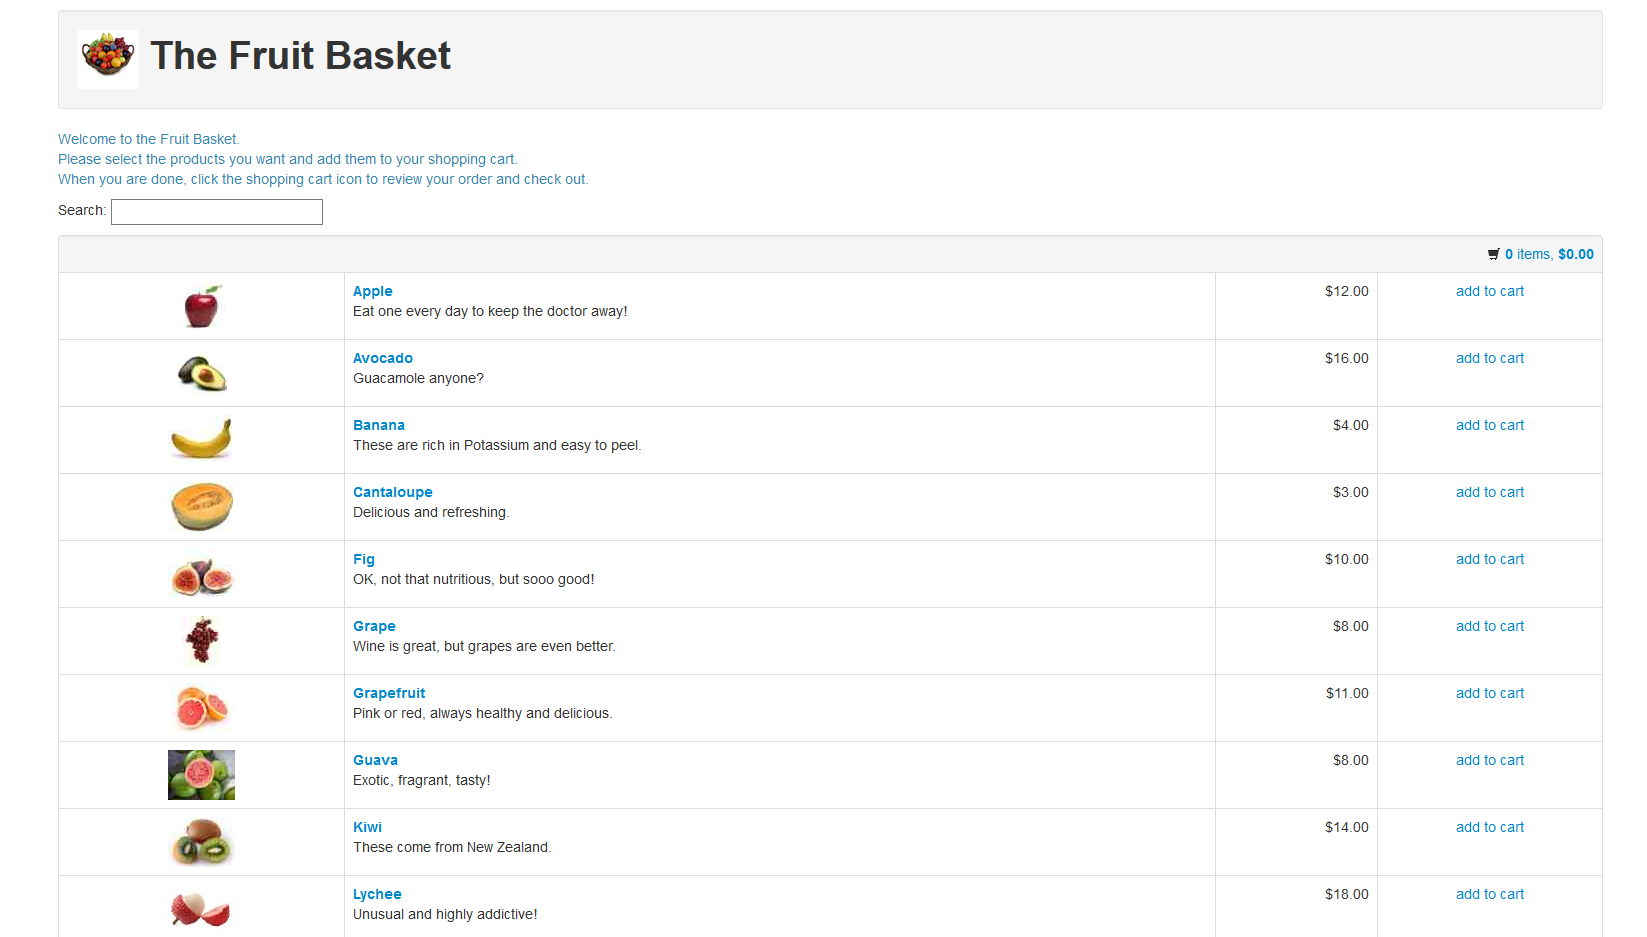 The Fruit Basket
Welcome to the Fruit Basket.
Please select the products you want and add them to your shopping cart.
When you are done, click the shopping cart icon to review your order and check out.
Search:
0 items, $0.00
Apple $12.00 add to cart
Eat one every day to keep the doctor away!
Avocado $16.00 add to cart
Guacamole anyone?
Banana $4.00 add to cart
These are rich in Potassium and easy to peel.
Cantaloupe $3.00 add to cart
Delicious and refreshing.
Fig $10.00 add to cart
OK, not that nutritious, but sooo good!
Grape $8.00 add to cart
Wine is great, but grapes are even better.
Grapefruit $11.00 add to cart
Pink or red, always healthy and delicious.
Guava $8.00 add to cart
Exotic, fragrant, tasty!
Kiwi $14.00 add to cart
These come from New Zealand.
Lychee $18.00 add to cart
Unusual and highly addictive!